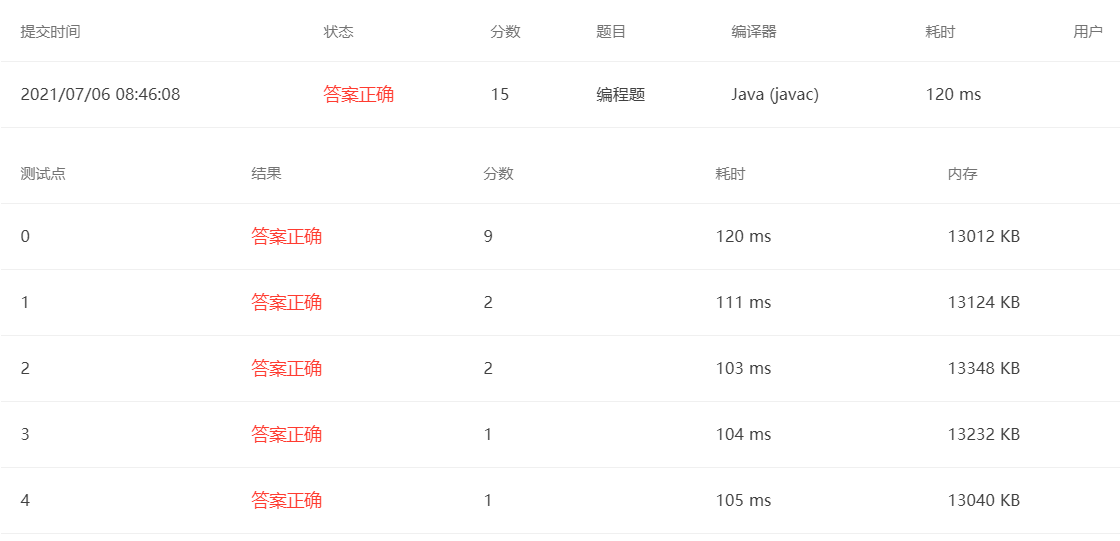 提交时间 状态 分数 题目 编译器 耗时 用户
2021/07/06 08:46:08 答案正确 15 编程题 Java (javac) 120 ms
测试点 结果 分数 耗时 内存
0 答案正确 9 120 ms 13012 KB
1 答案正确 2 111 ms 13124 KB
2 答案正确 2 103 ms 13348 KB
3 答案正确 1 104 ms 13232 KB
4 答案正确 1 105 ms 13040 KB